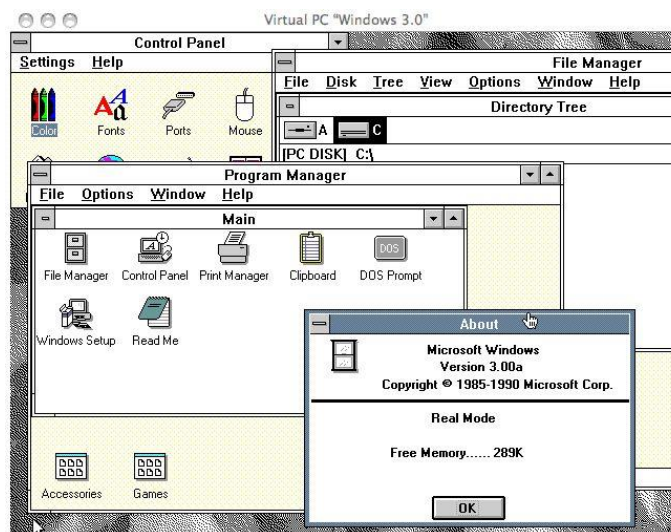 Virtual PC "Windows 3.0"
Control Panel
Settings Help
Color Fonts Ports Mouse
File Manager
File Disk Tree View Options Window Help
Directory Tree
A C
[PC DISK] C:\
Program Manager
File Options Window Help
Main
File Manager Control Panel Print Manager Clipboard DOS Prompt
DOS
Windows Setup Read Me
Accessories Games
About
Microsoft Windows
Version 3.00a
Copyright © 1985-1990 Microsoft Corp.
Real Mode
Free Memory...... 289K
OK